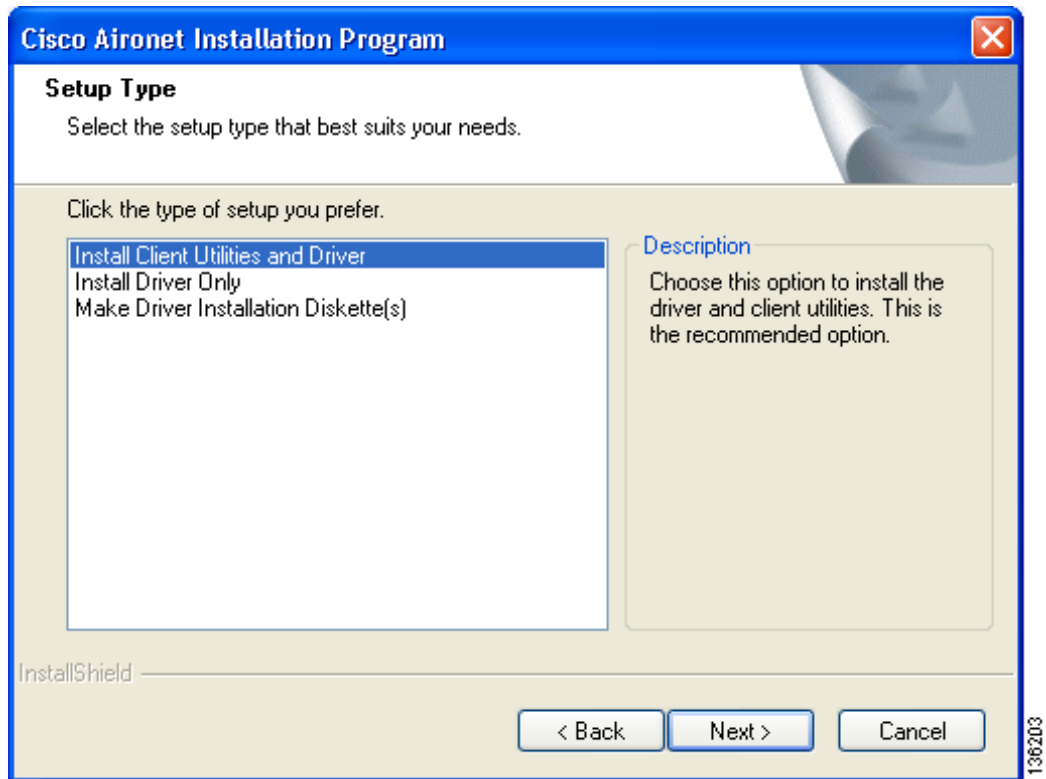 Cisco Aironet Installation Program
Setup Type
Select the setup type that best suits your needs.
Click the type of setup you prefer.
Install Client Utilities and Driver
Install Driver Only
Make Driver Installation Diskette(s)
Description
Choose this option to install the
driver and client utilities. This is
the recommended option.
InstallShield
< Back
Next >
Cancel
136203